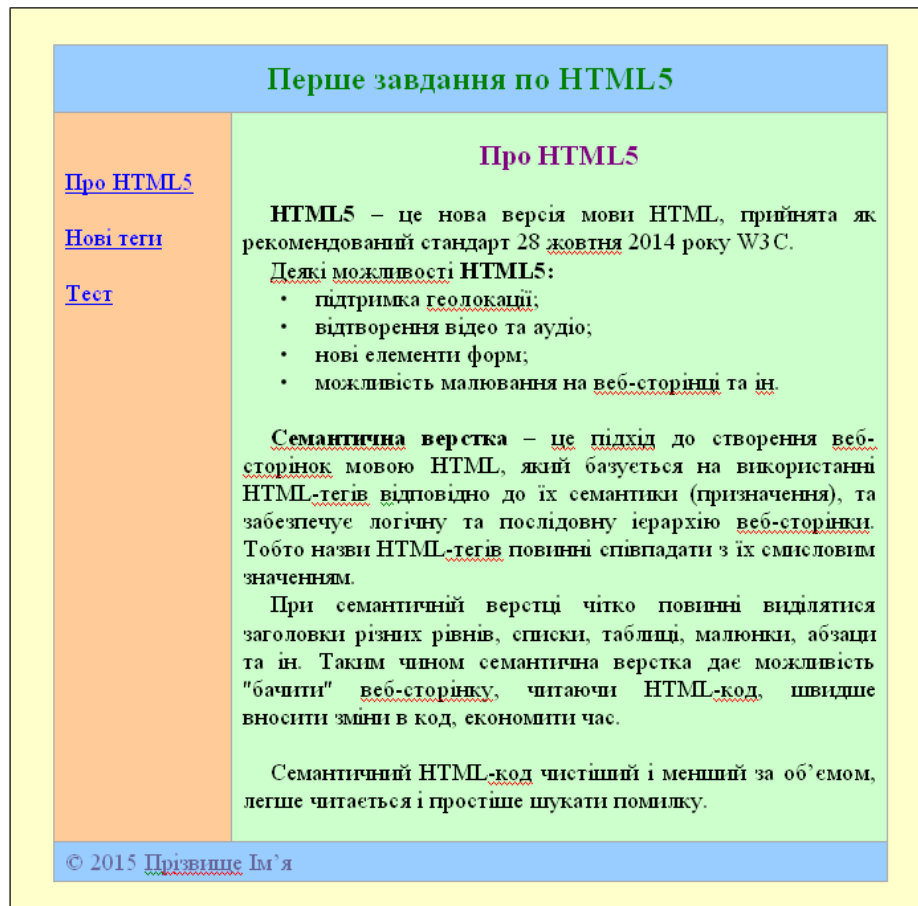 Перше завдання по HTML5
Про HTML5
Нові теги
Тест
Про HTML5
HTML5 – це нова версія мови HTML, прийнята як
рекомендований стандарт 28 жовтня 2014 року W3C.
Деякі можливості HTML5:
• підтримка геолокації;
• відтворення відео та аудіо;
• нові елементи форм;
• можливість малювання на веб-сторінці та ін.
Семантична верстка – це підхід до створення веб-
сторінок мовою HTML, який базується на використанні
HTML-тегів відповідно до їх семантики (призначення), та
забезпечує логічну та послідовну ієрархію веб-сторінки.
Тобто назви HTML-тегів повинні співпадати з їх смисловим
значенням.
При семантичній верстці чітко повинні виділятися
заголовки різних рівнів, списки, таблиці, малюнки, абзаци
та ін. Таким чином семантична верстка дає можливість
"бачити" веб-сторінку, читаючи HTML-код, швидше
вносити зміни в код, економити час.
Семантичний HTML-код чистіший і менший за об’ємом,
легше читається і простіше шукати помилку.
© 2015 Прізвище Ім’я